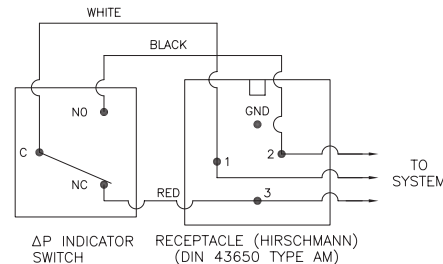 WHITE
BLACK
NO
GND
C
1
2
NC
RED
3
TO
SYSTEM
ΔP INDICATOR
SWITCH
RECEPTACLE (HIRSCHMANN)
(DIN 43650 TYPE AM)